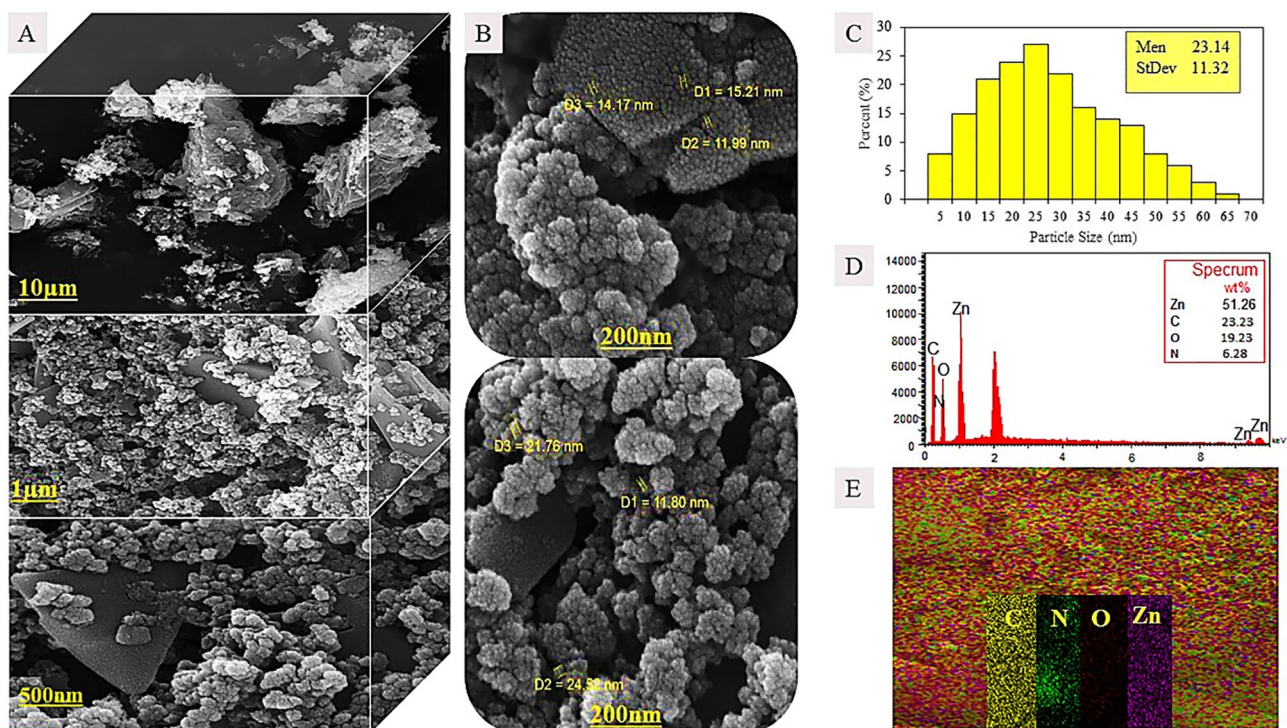 A
10µm
1µm
500nm
B
D3 = 14.17 nm
D1 = 15.21 nm
D2 = 11.99 nm
200nm
D3 = 21.76 nm
D1 = 11.80 nm
D2 = 24.52 nm
200nm
C
30
25
20
15
10
5
0
Percent (%)
Men 23.14
StDev 11.32
5 10 15 20 25 30 35 40 45 50 55 60 65 70
Particle Size (nm)
D
14000
12000
10000
8000
6000
4000
2000
0
C
N
O
Zn
Zn
Zn
Specrum
wt%
Zn 51.26
C 23.23
O 19.23
N 6.28
0 2 4 6 8 keV
E
C N O Zn